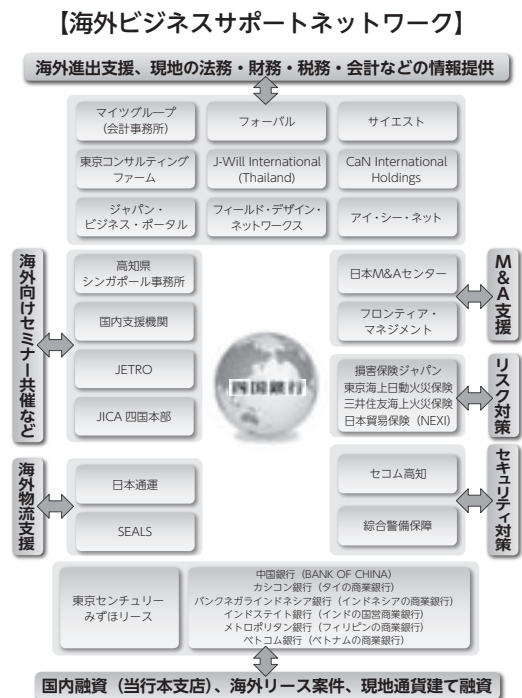 【海外ビジネスサポートネットワーク】
海外進出支援、現地の法務・財務・税務・会計などの情報提供
マイツグループ
（会計事務所）
フォーバル
サイエスト
東京コンサルティング
ファーム
J-Will International
(Thailand)
CaN International
Holdings
ジャパン・
ビジネス・ポータル
フィールド・デザイン・
ネットワークス
アイ・シー・ネット
海外向けセミナー共催など
高知県
シンガポール事務所
国内支援機関
JETRO
JICA 四国本部
四国銀行
日本M&Aセンター
フロンティア・
マネジメント
M&A支援
損害保険ジャパン
東京海上日動火災保険
三井住友海上火災保険
日本貿易保険（NEXI）
リスク対策
海外物流支援
日本通運
SEALS
セコム高知
綜合警備保障
セキュリティ対策
東京センチュリー
みずほリース
中国銀行（BANK OF CHINA）
カシコン銀行（タイの商業銀行）
バンクネガラインドネシア銀行（インドネシアの商業銀行）
インドステイト銀行（インドの国営商業銀行）
メトロポリタン銀行（フィリピンの商業銀行）
ベトコム銀行（ベトナムの商業銀行）
国内融資（当行本支店）、海外リース案件、現地通貨建て融資